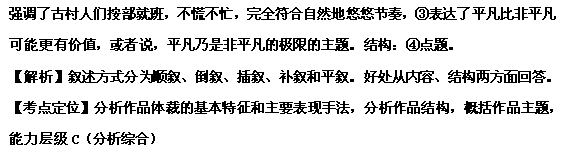 强调了古村人们按部就班，不慌不忙，完全符合自然地悠悠节奏，③表达了平凡比非平凡
可能更有价值，或者说，平凡乃是非平凡的极限的主题。结构：④点题。
【解析】叙述方式分为顺叙、倒叙、插叙、补叙和平叙。好处从内容、结构两方面回答。
【考点定位】分析作品体裁的基本特征和主要表现手法，分析作品结构，概括作品主题，
能力层级 C（分析综合）